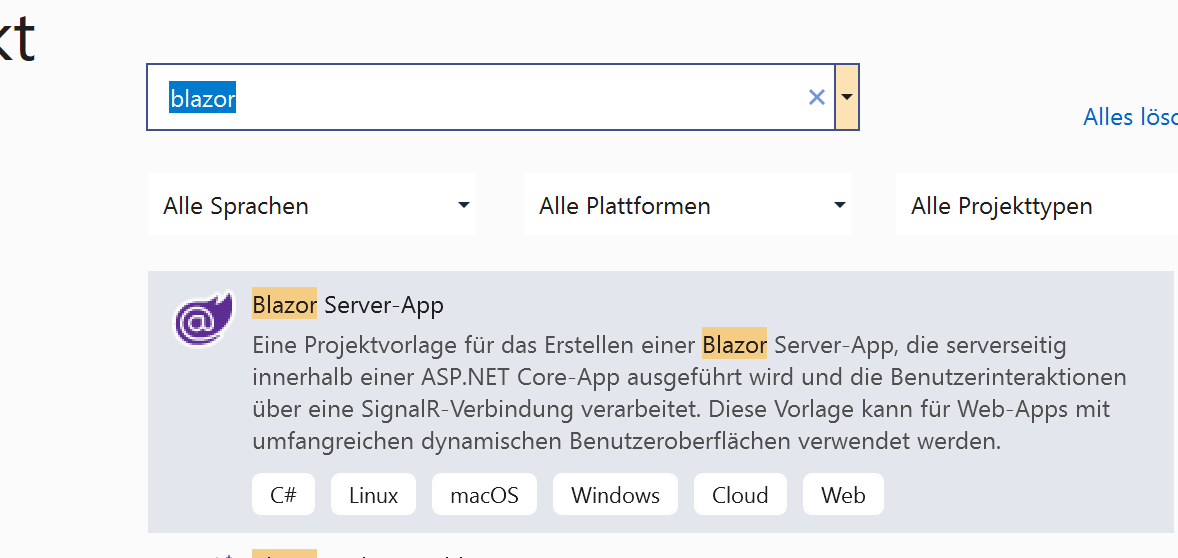 kt
blazor
Alles lösc
Alle Sprachen
Alle Plattformen
Alle Projekttypen
Blazor Server-App
Eine Projektvorlage für das Erstellen einer Blazor Server-App, die serverseitig
innerhalb einer ASP.NET Core-App ausgeführt wird und die Benutzerinteraktionen
über eine SignalR-Verbindung verarbeitet. Diese Vorlage kann für Web-Apps mit
umfangreichen dynamischen Benutzeroberflächen verwendet werden.
C# Linux macOS Windows Cloud Web